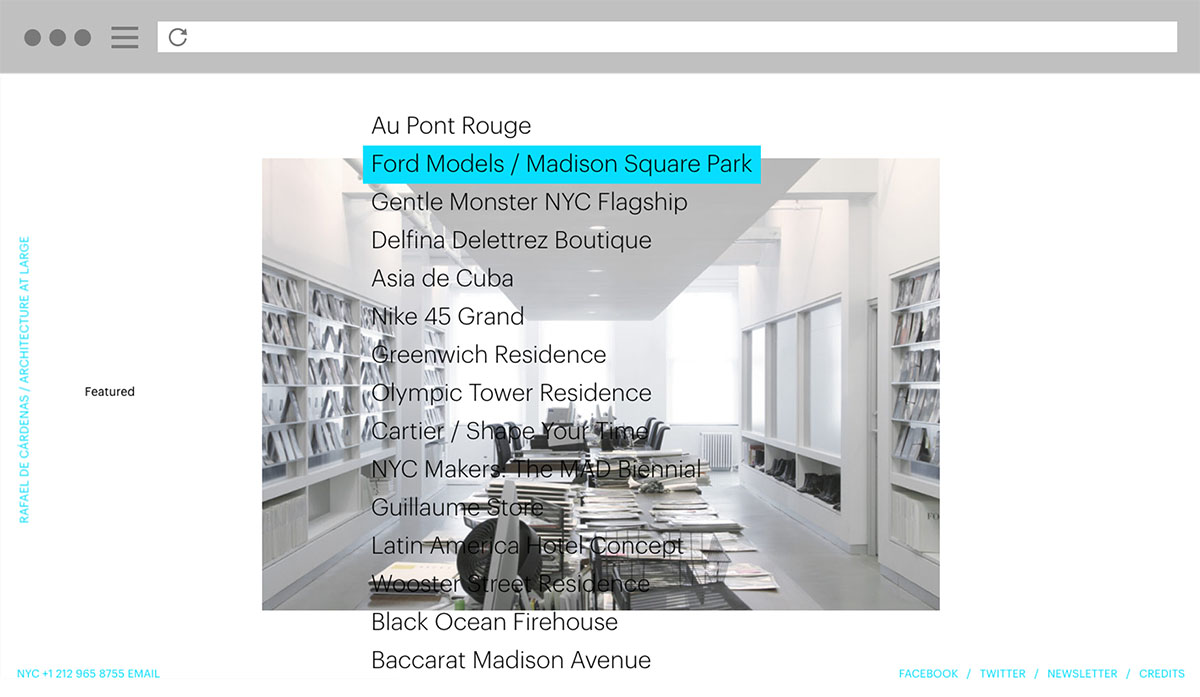 Au Pont Rouge
Ford Models / Madison Square Park
Gentle Monster NYC Flagship
Delfina Delettrez Boutique
Asia de Cuba
Nike 45 Grand
Greenwich Residence
Olympic Tower Residence
Cartier / Shape Your Time
NYC Makers: The MAD Biennial
Guillaume Store
Latin America Hotel Concept
Wooster Street Residence
Black Ocean Firehouse
Baccarat Madison Avenue
RAFAEL DE CÁRDENAS / ARCHITECTURE AT LARGE
Featured
NYC +1 212 965 8755 EMAIL
FACEBOOK / TWITTER / NEWSLETTER / CREDITS